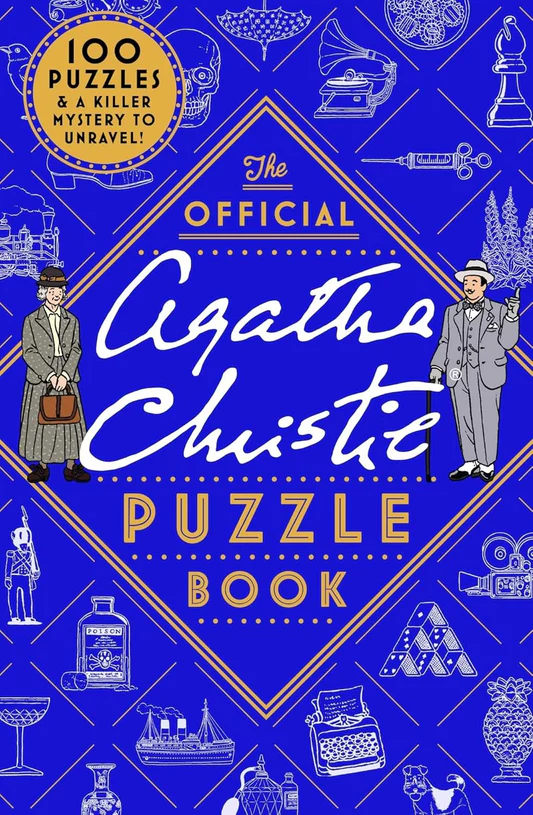 100
PUZZLES
& A KILLER
MYSTERY TO
UNRAVEL!
The
OFFICIAL
Agatha
Christie®
PUZZLE
BOOK
POISON